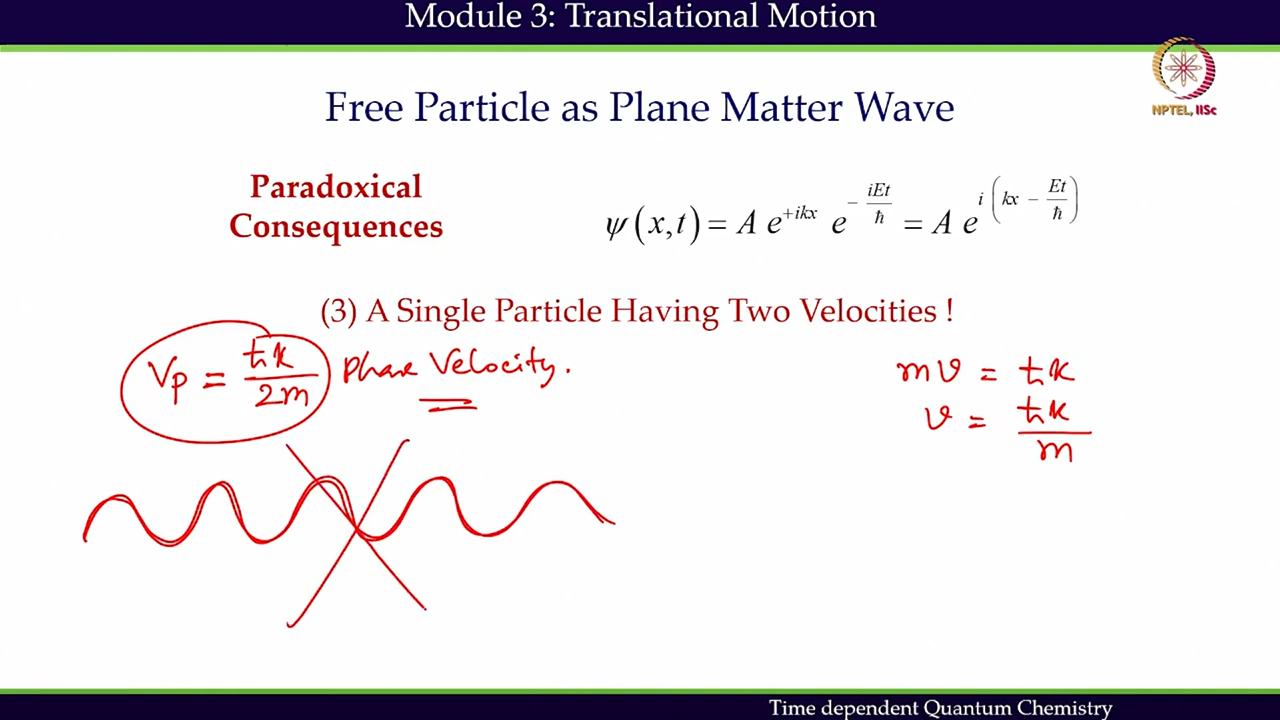 Module 3: Translational Motion
NPTEL, IISc
Free Particle as Plane Matter Wave
Paradoxical
Consequences
ψ(x,t) = A e^{+ikx} e^{-iEt/ħ} = A e^{i(kx - Et/ħ)}
(3) A Single Particle Having Two Velocities !
Vp = ħk/2m Phase Velocity.
mv = ħk
v = ħk/m
Time dependent Quantum Chemistry